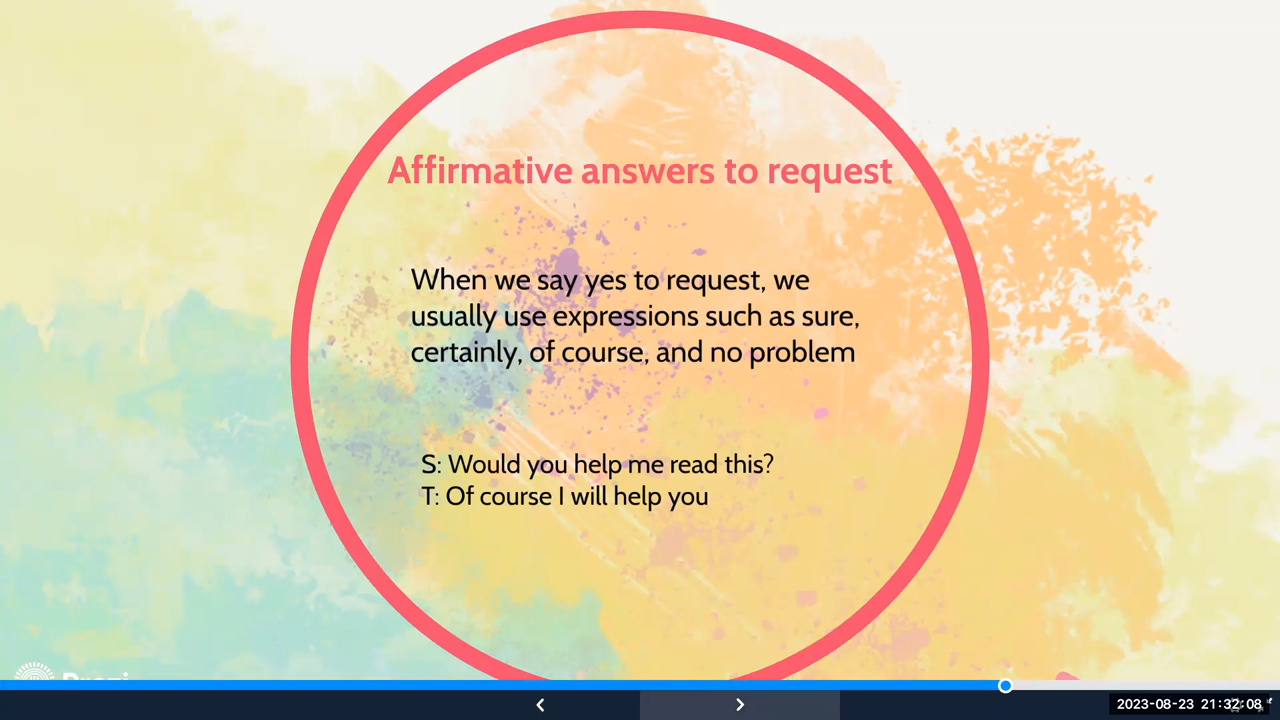 Affirmative answers to request
When we say yes to request, we
usually use expressions such as sure,
certainly, of course, and no problem
S: Would you help me read this?
T: Of course I will help you
Prezi
2023-08-23 21:32:08